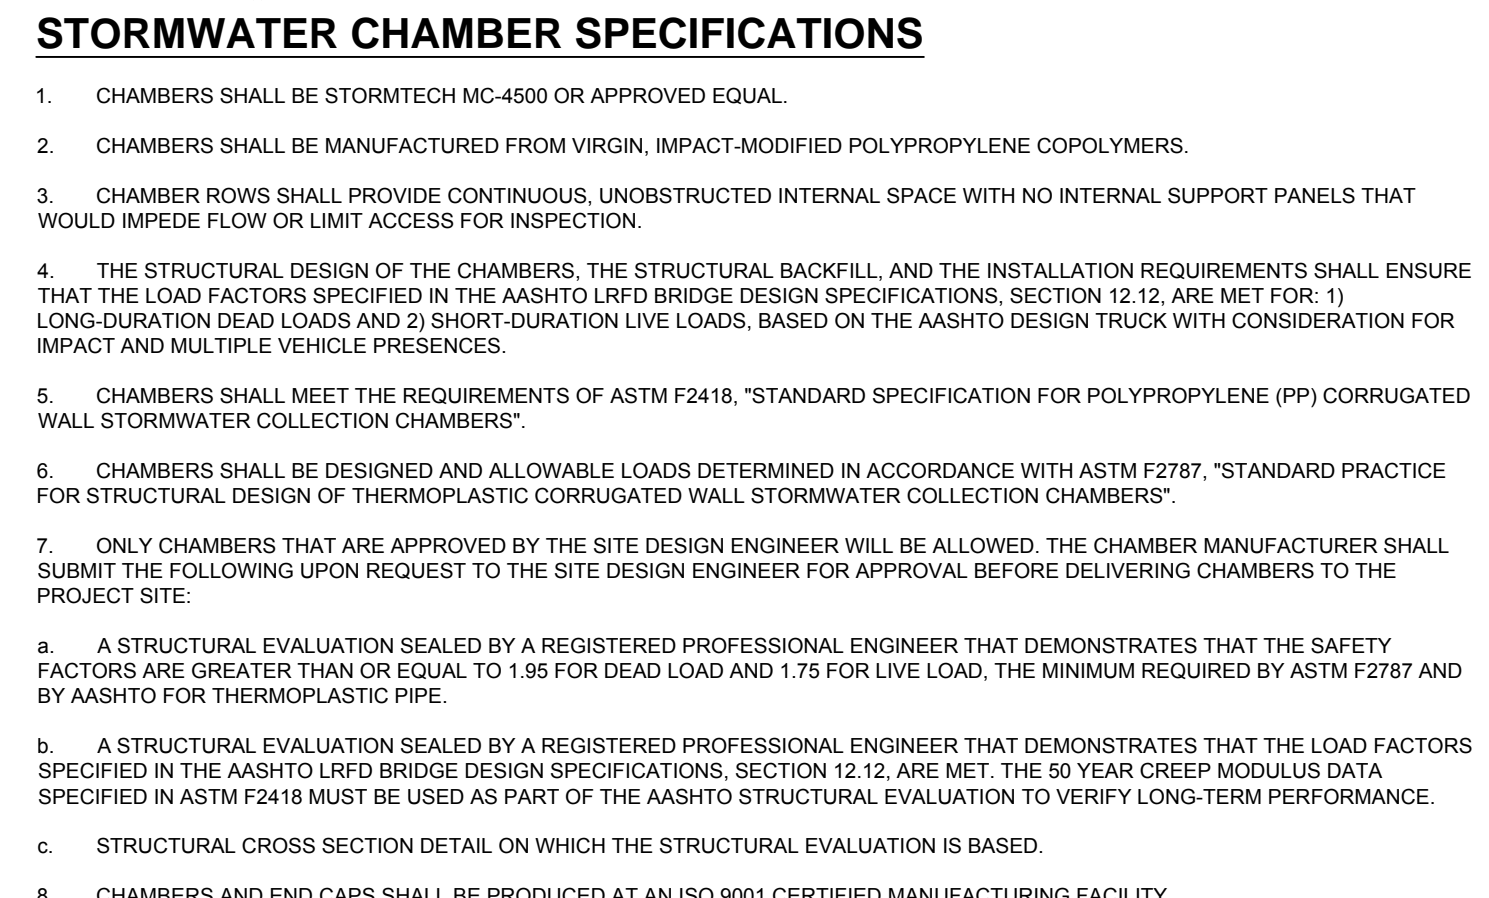 STORMWATER CHAMBER SPECIFICATIONS
1. CHAMBERS SHALL BE STORMTECH MC-4500 OR APPROVED EQUAL.
2. CHAMBERS SHALL BE MANUFACTURED FROM VIRGIN, IMPACT-MODIFIED POLYPROPYLENE COPOLYMERS.
3. CHAMBER ROWS SHALL PROVIDE CONTINUOUS, UNOBSTRUCTED INTERNAL SPACE WITH NO INTERNAL SUPPORT PANELS THAT
WOULD IMPEDE FLOW OR LIMIT ACCESS FOR INSPECTION.
4. THE STRUCTURAL DESIGN OF THE CHAMBERS, THE STRUCTURAL BACKFILL, AND THE INSTALLATION REQUIREMENTS SHALL ENSURE
THAT THE LOAD FACTORS SPECIFIED IN THE AASHTO LRFD BRIDGE DESIGN SPECIFICATIONS, SECTION 12.12, ARE MET FOR: 1)
LONG-DURATION DEAD LOADS AND 2) SHORT-DURATION LIVE LOADS, BASED ON THE AASHTO DESIGN TRUCK WITH CONSIDERATION FOR
IMPACT AND MULTIPLE VEHICLE PRESENCES.
5. CHAMBERS SHALL MEET THE REQUIREMENTS OF ASTM F2418, "STANDARD SPECIFICATION FOR POLYPROPYLENE (PP) CORRUGATED
WALL STORMWATER COLLECTION CHAMBERS".
6. CHAMBERS SHALL BE DESIGNED AND ALLOWABLE LOADS DETERMINED IN ACCORDANCE WITH ASTM F2787, "STANDARD PRACTICE
FOR STRUCTURAL DESIGN OF THERMOPLASTIC CORRUGATED WALL STORMWATER COLLECTION CHAMBERS".
7. ONLY CHAMBERS THAT ARE APPROVED BY THE SITE DESIGN ENGINEER WILL BE ALLOWED. THE CHAMBER MANUFACTURER SHALL
SUBMIT THE FOLLOWING UPON REQUEST TO THE SITE DESIGN ENGINEER FOR APPROVAL BEFORE DELIVERING CHAMBERS TO THE
PROJECT SITE:
a. A STRUCTURAL EVALUATION SEALED BY A REGISTERED PROFESSIONAL ENGINEER THAT DEMONSTRATES THAT THE SAFETY
FACTORS ARE GREATER THAN OR EQUAL TO 1.95 FOR DEAD LOAD AND 1.75 FOR LIVE LOAD, THE MINIMUM REQUIRED BY ASTM F2787 AND
BY AASHTO FOR THERMOPLASTIC PIPE.
b. A STRUCTURAL EVALUATION SEALED BY A REGISTERED PROFESSIONAL ENGINEER THAT DEMONSTRATES THAT THE LOAD FACTORS
SPECIFIED IN THE AASHTO LRFD BRIDGE DESIGN SPECIFICATIONS, SECTION 12.12, ARE MET. THE 50 YEAR CREEP MODULUS DATA
SPECIFIED IN ASTM F2418 MUST BE USED AS PART OF THE AASHTO STRUCTURAL EVALUATION TO VERIFY LONG-TERM PERFORMANCE.
c. STRUCTURAL CROSS SECTION DETAIL ON WHICH THE STRUCTURAL EVALUATION IS BASED.
8. CHAMBERS AND END CAPS SHALL BE PRODUCED AT AN ISO 9001 CERTIFIED MANUFACTURING FACILITY.